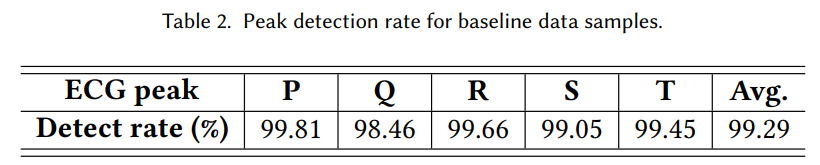 Table 2. Peak detection rate for baseline data samples.
ECG peak P Q R S T Avg.
Detect rate (%) 99.81 98.46 99.66 99.05 99.45 99.29